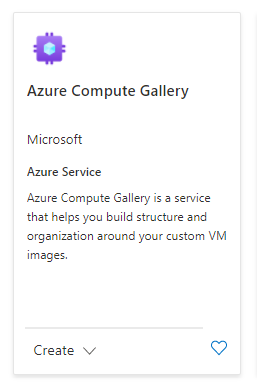 Azure Compute Gallery
Microsoft
Azure Service
Azure Compute Gallery is a service
that helps you build structure and
organization around your custom VM
images.
Create